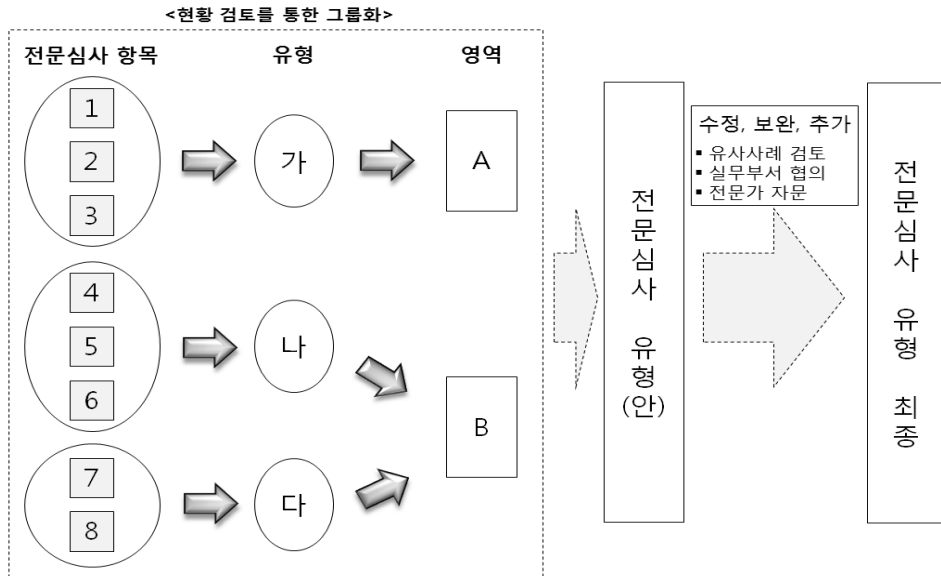 <현황 검토를 통한 그룹화>
전문심사 항목
유형
영역
1
2
3
가
A
4
5
6
나
7
8
다
B
전문심사 유형(안)
수정, 보완, 추가
▪ 유사사례 검토
▪ 실무부서 협의
▪ 전문가 자문
전문심사 유형 최종